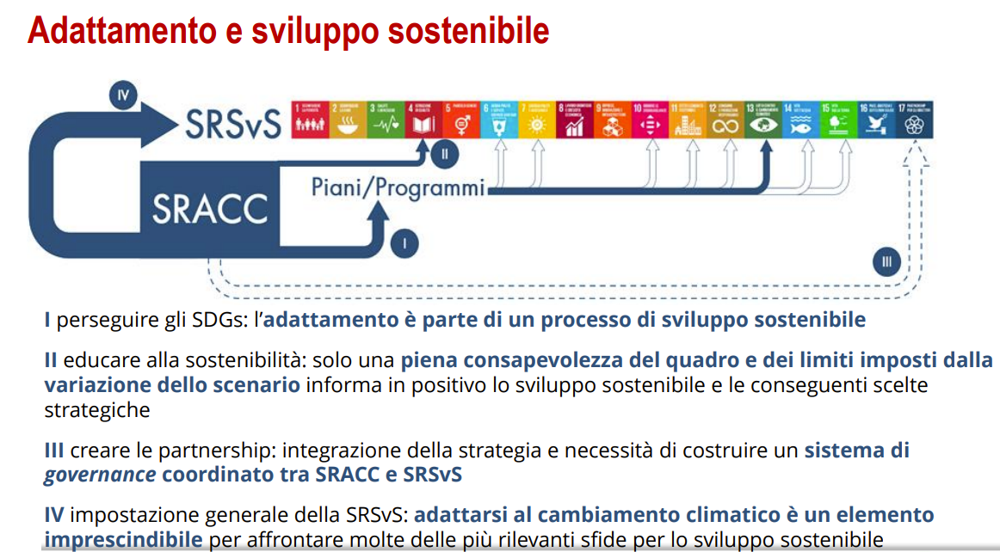 Adattamento e sviluppo sostenibile
IV
SRSvS
1
2
3
4
5
6
7
8
9
10
11
12
13
14
15
16
17
II
Piani/Programmi
SRACC
I
III
I perseguire gli SDGs: l’adattamento è parte di un processo di sviluppo sostenibile
II educare alla sostenibilità: solo una piena consapevolezza del quadro e dei limiti imposti dalla
variazione dello scenario informa in positivo lo sviluppo sostenibile e le conseguenti scelte
strategiche
III creare le partnership: integrazione della strategia e necessità di costruire un sistema di
governance coordinato tra SRACC e SRSvS
IV impostazione generale della SRSvS: adattarsi al cambiamento climatico è un elemento
imprescindibile per affrontare molte delle più rilevanti sfide per lo sviluppo sostenibile